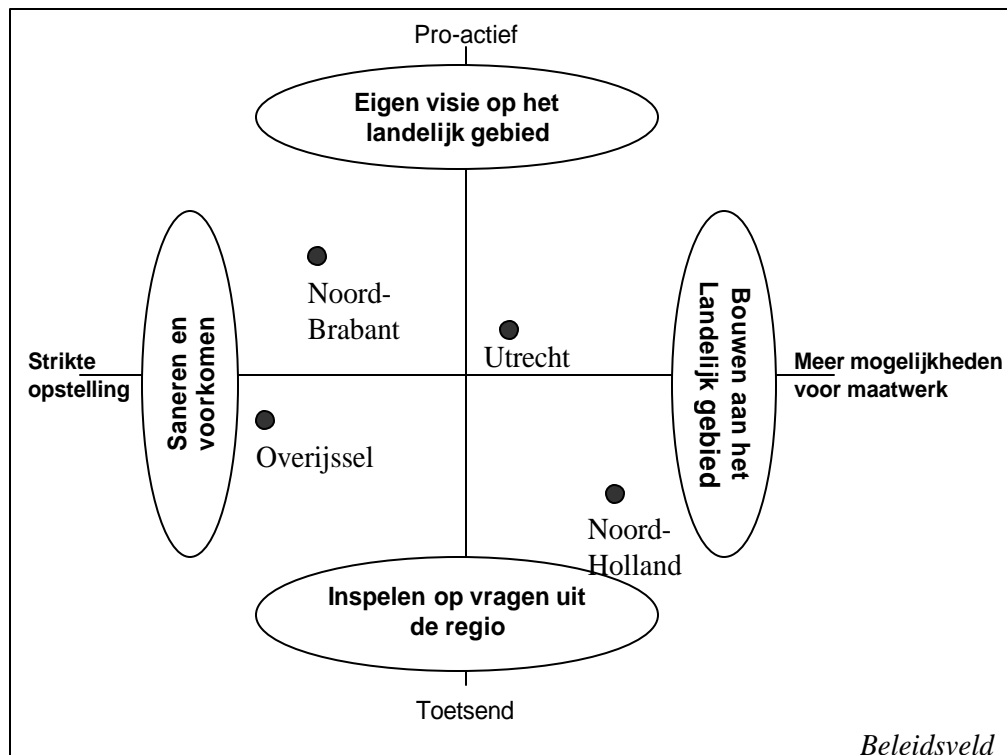 Pro-actief
Eigen visie op het
landelijk gebied
Noord-
Brabant
Utrecht
Saneren en
voorkomen
Bouwen aan het
Landelijk gebied
Strikte
opstelling
Meer mogelijkheden
voor maatwerk
Overijssel
Noord-
Holland
Inspelen op vragen uit
de regio
Toetsend
Beleidsveld